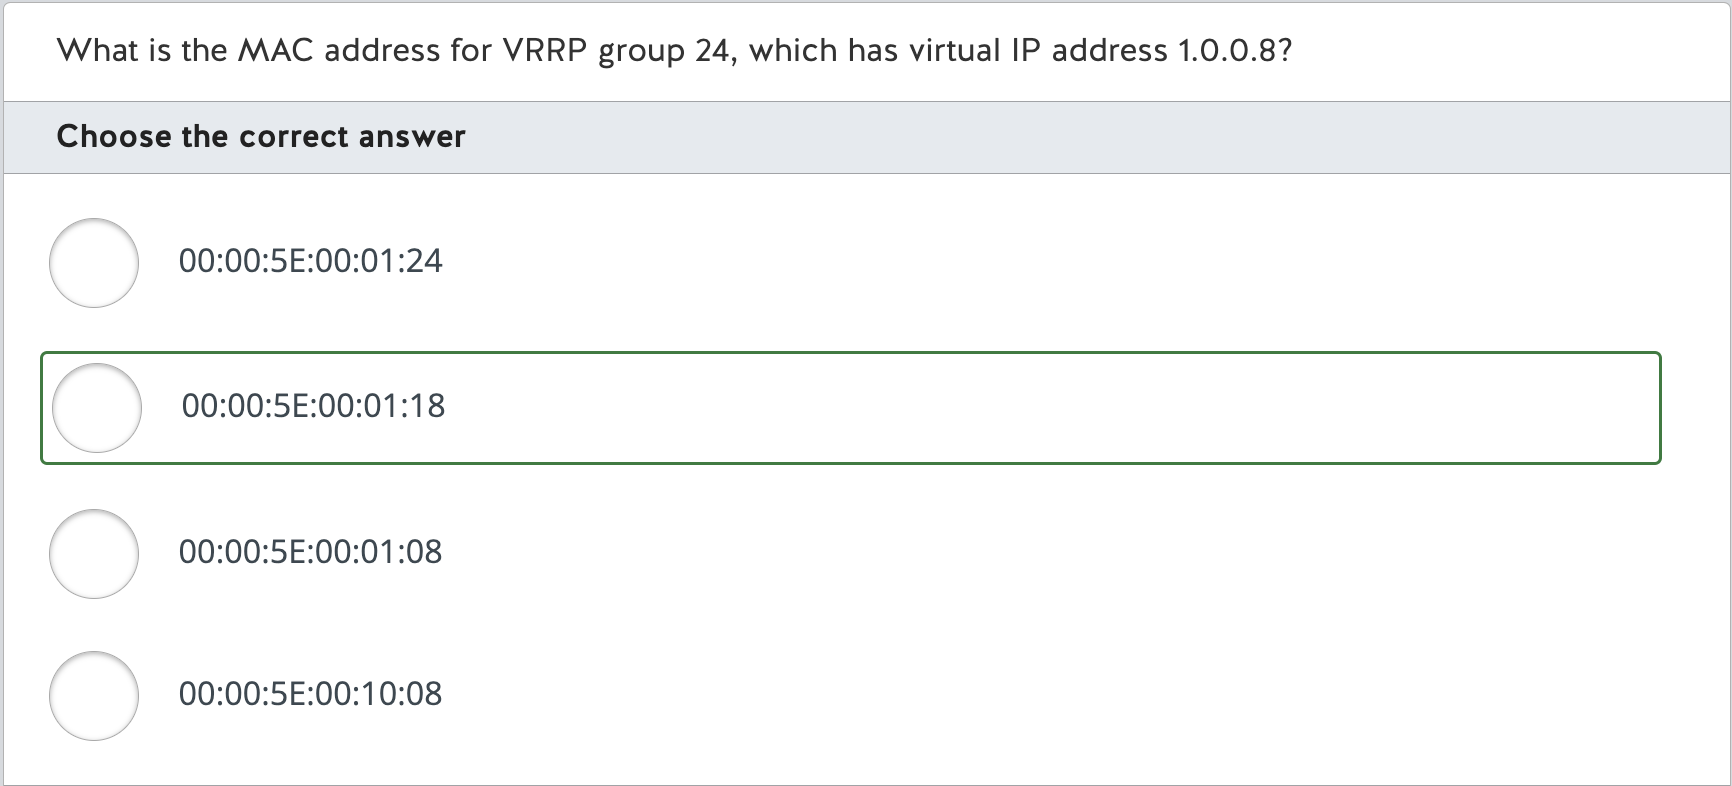 What is the MAC address for VRRP group 24, which has virtual IP address 1.0.0.8?
Choose the correct answer
00:00:5E:00:01:24
00:00:5E:00:01:18
00:00:5E:00:01:08
00:00:5E:00:10:08